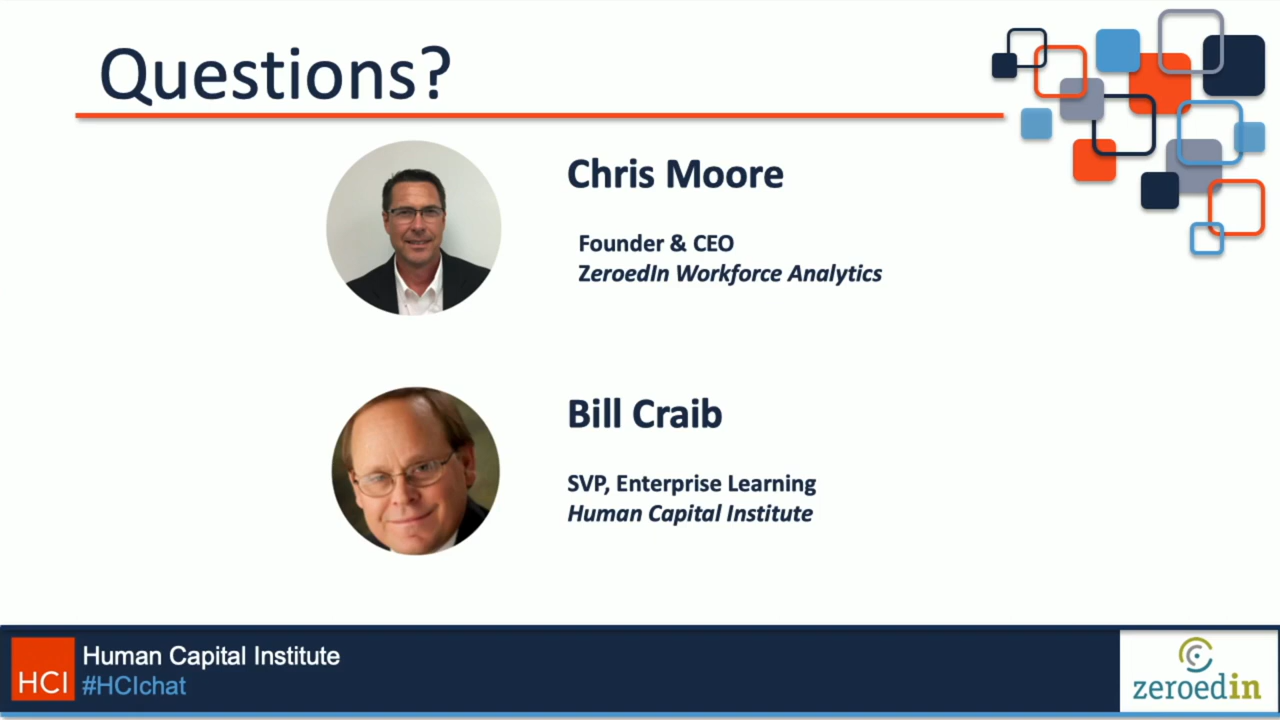 Questions?
Chris Moore
Founder & CEO
ZeroedIn Workforce Analytics
Bill Craib
SVP, Enterprise Learning
Human Capital Institute
HCI
Human Capital Institute
#HCIchat
zeroedin